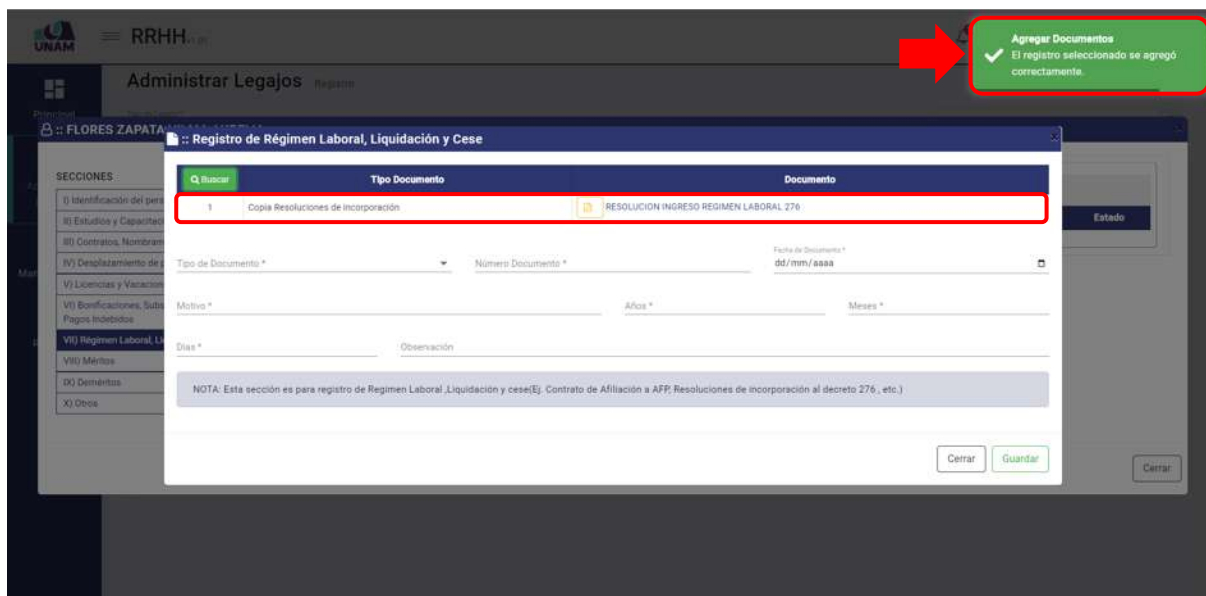 UNAM
RRHH
Agregar Documentos
El registro seleccionado se agregó
correctamente.
Administrar Legajos Registro
Principal
:: FLORES ZAPATA
:: Registro de Régimen Laboral, Liquidación y Cese
SECCIONES
I) Identificación del pers
II) Estudios y Capacitaci
III) Contratos, Nombram
IV) Desplazamiento de p
V) Licencias y Vacacion
VI) Bonificaciones, Subs
Pagos Indebidos
VII) Régimen Laboral, Li
VIII) Méritos
IX) Deméritos
X) Otros
Buscar Tipo Documento Documento
1 Copia Resoluciones de incorporación RESOLUCION INGRESO REGIMEN LABORAL 276
Estado
Tipo de Documento * Número Documento * Fecha de Documento *
dd/mm/aaaa
Motivo * Años * Meses *
Días * Observación
NOTA: Esta sección es para registro de Regimen Laboral ,Liquidación y cese(Ej. Contrato de Afiliación a AFP, Resoluciones de incorporación al decreto 276 , etc.)
Cerrar Guardar
Cerrar